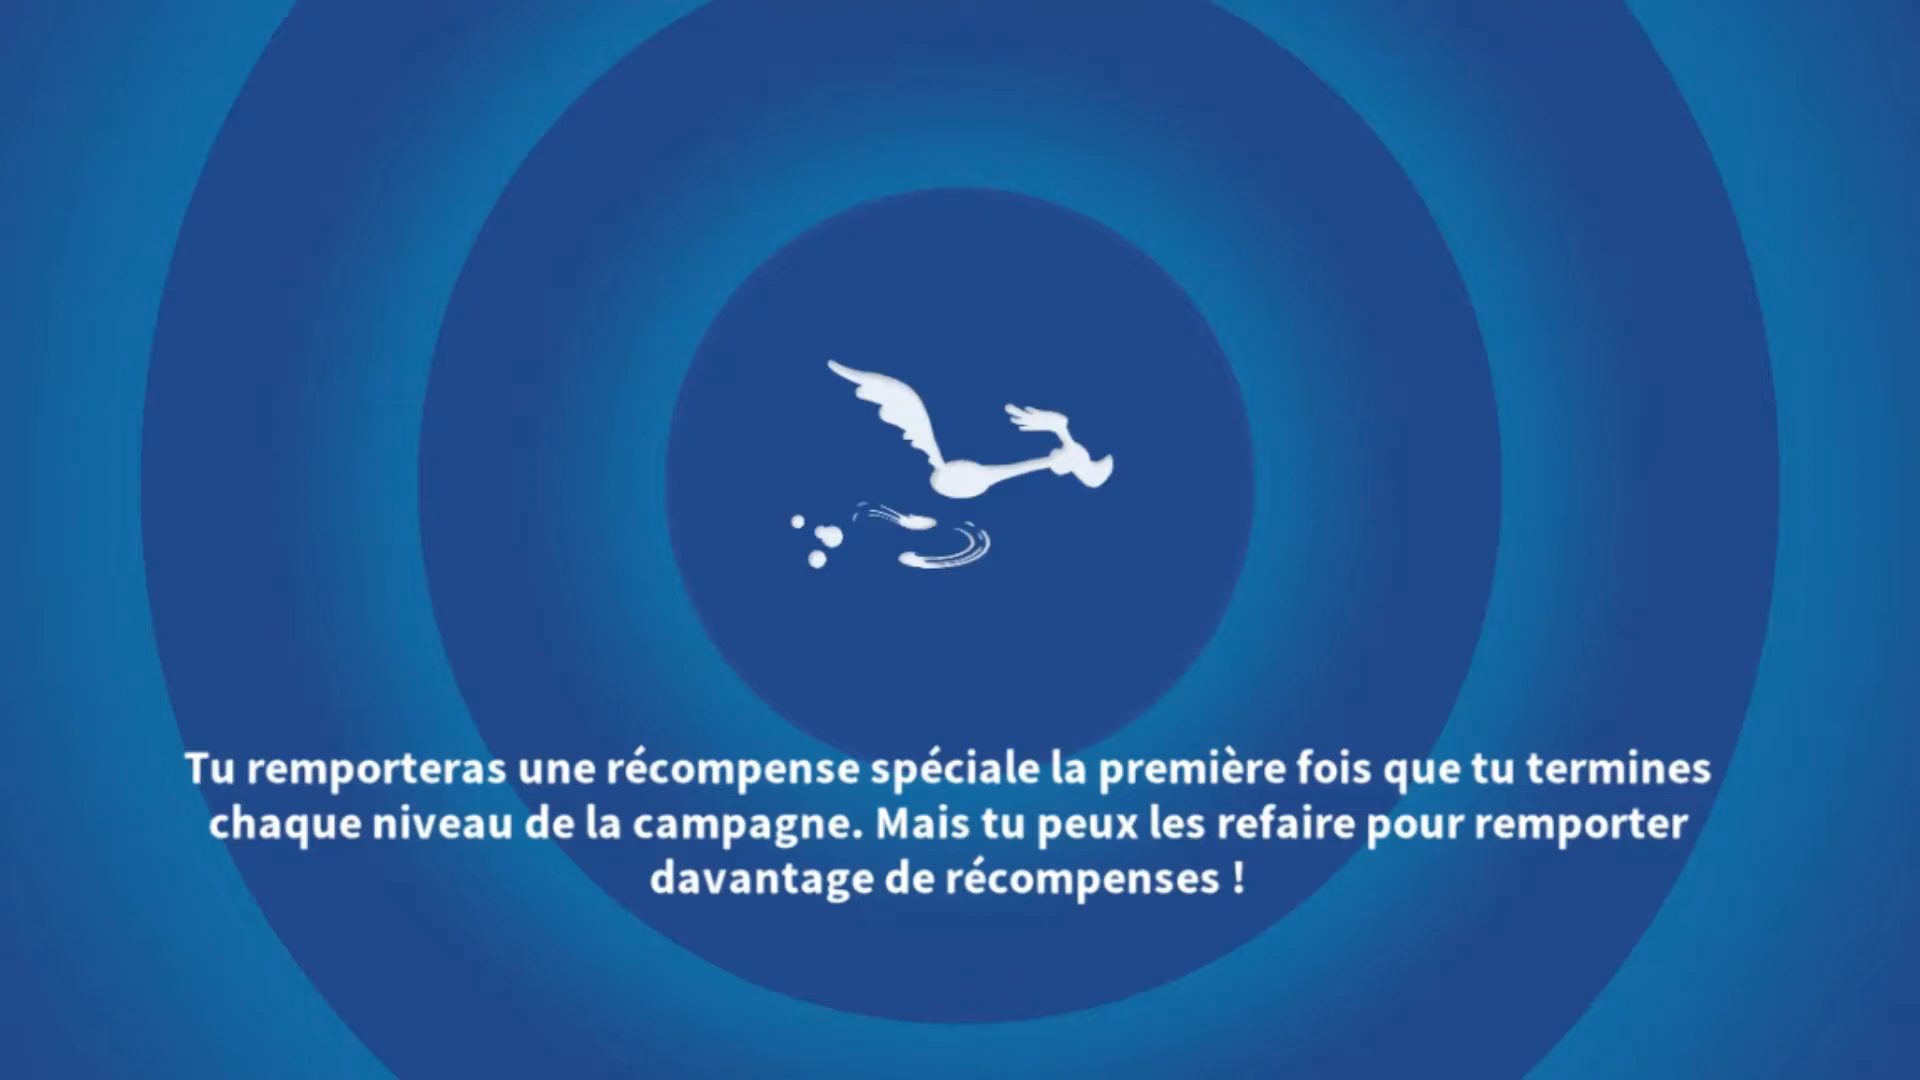 Tu remporteras une récompense spéciale la première fois que tu termines
chaque niveau de la campagne. Mais tu peux les refaire pour remporter
davantage de récompenses !